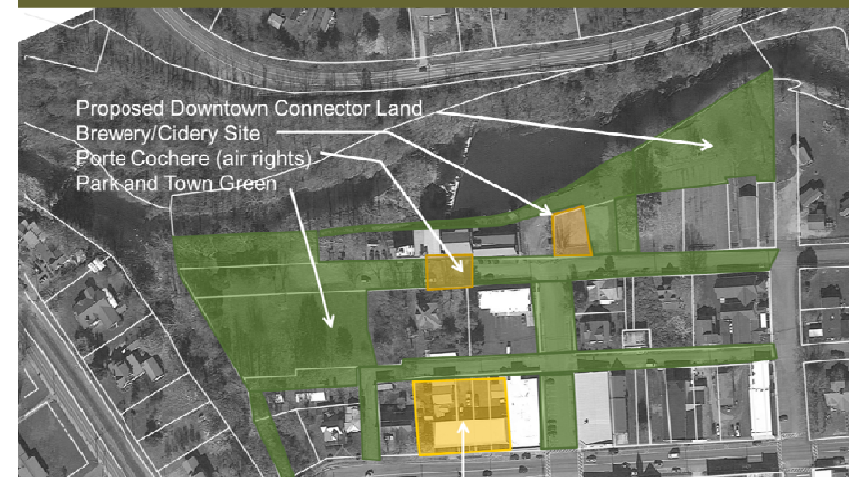 Proposed Downtown Connector Land
Brewery/Cidery Site
Porte Cochere (air rights)
Park and Town Green